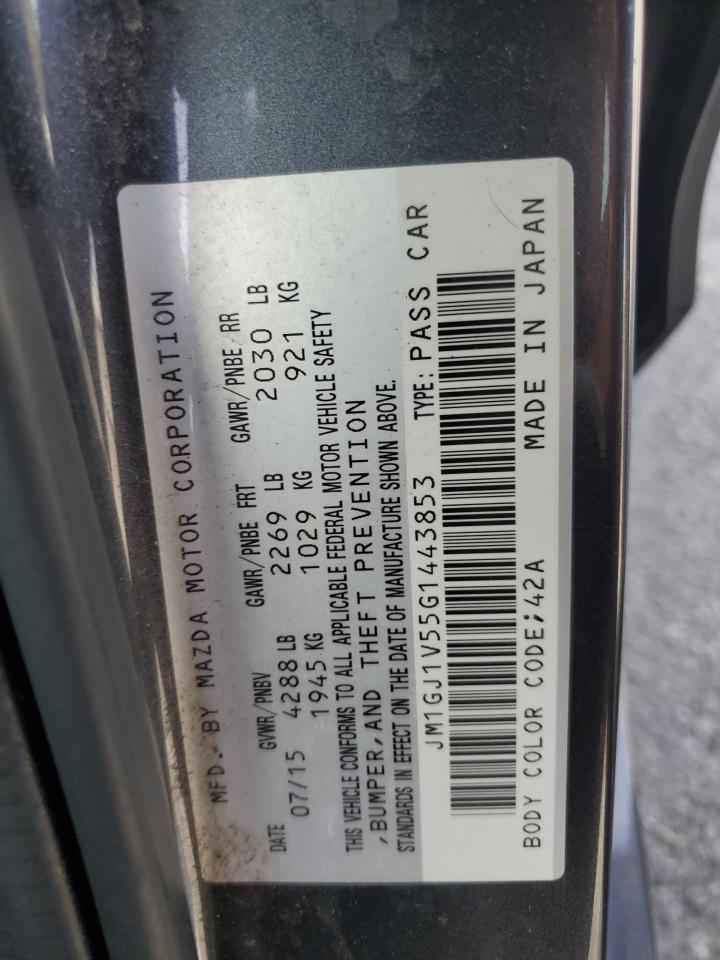 MFD. BY MAZDA MOTOR CORPORATION
DATE GVWR/PNBV GAWR/PNBE FRT GAWR/PNBE RR
07/15 4288 LB 2269 LB 2030 LB
1945 KG 1029 KG 921 KG
THIS VEHICLE CONFORMS TO ALL APPLICABLE FEDERAL MOTOR VEHICLE SAFETY
,BUMPER,AND THEFT PREVENTION
STANDARDS IN EFFECT ON THE DATE OF MANUFACTURE SHOWN ABOVE.
JM1GJ1V55G1443853 TYPE: PASS CAR
BODY COLOR CODE;42A MADE IN JAPAN